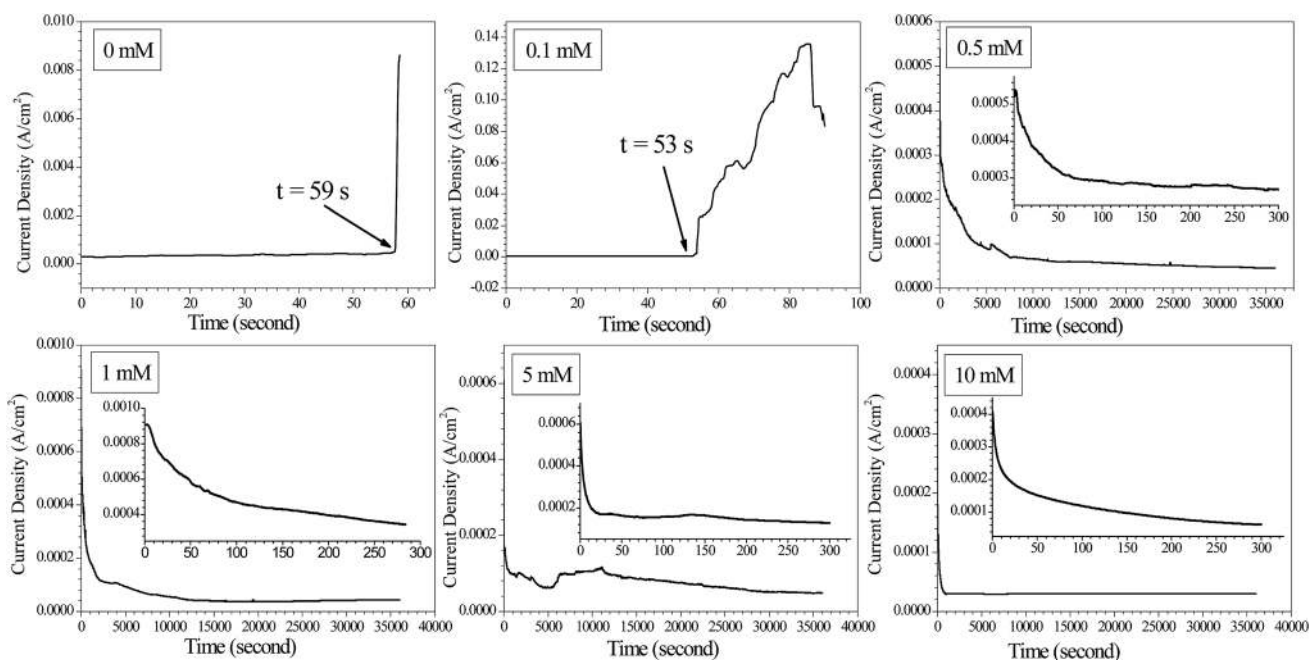 0 mM
t = 59 s
Current Density (A/cm²)
0.010
0.008
0.006
0.004
0.002
0.000
0 10 20 30 40 50 60
Time (second)
0.1 mM
t = 53 s
Current Density (A/cm²)
0.14
0.12
0.10
0.08
0.06
0.04
0.02
0.00
-0.02
0 20 40 60 80 100
Time (second)
0.5 mM
Current Density (A/cm²)
0.0006
0.0005
0.0004
0.0003
0.0002
0.0001
0.0000
0 5000 10000 15000 20000 25000 30000 35000
Time (second)
0.0005
0.0004
0.0003
0 50 100 150 200 250 300
1 mM
Current Density (A/cm²)
0.0010
0.0008
0.0006
0.0004
0.0002
0.0000
0 5000 10000 15000 20000 25000 30000 35000 40000
Time (second)
0.0010
0.0008
0.0006
0.0004
0 50 100 150 200 250 300
5 mM
Current Density (A/cm²)
0.0006
0.0004
0.0002
0.0000
0 5000 10000 15000 20000 25000 30000 35000 40000
Time (second)
0.0006
0.0004
0.0002
0 50 100 150 200 250 300
10 mM
Current Density (A/cm²)
0.0004
0.0003
0.0002
0.0001
0.0000
0 5000 10000 15000 20000 25000 30000 35000 40000
Time (second)
0.0004
0.0003
0.0002
0.0001
0 50 100 150 200 250 300